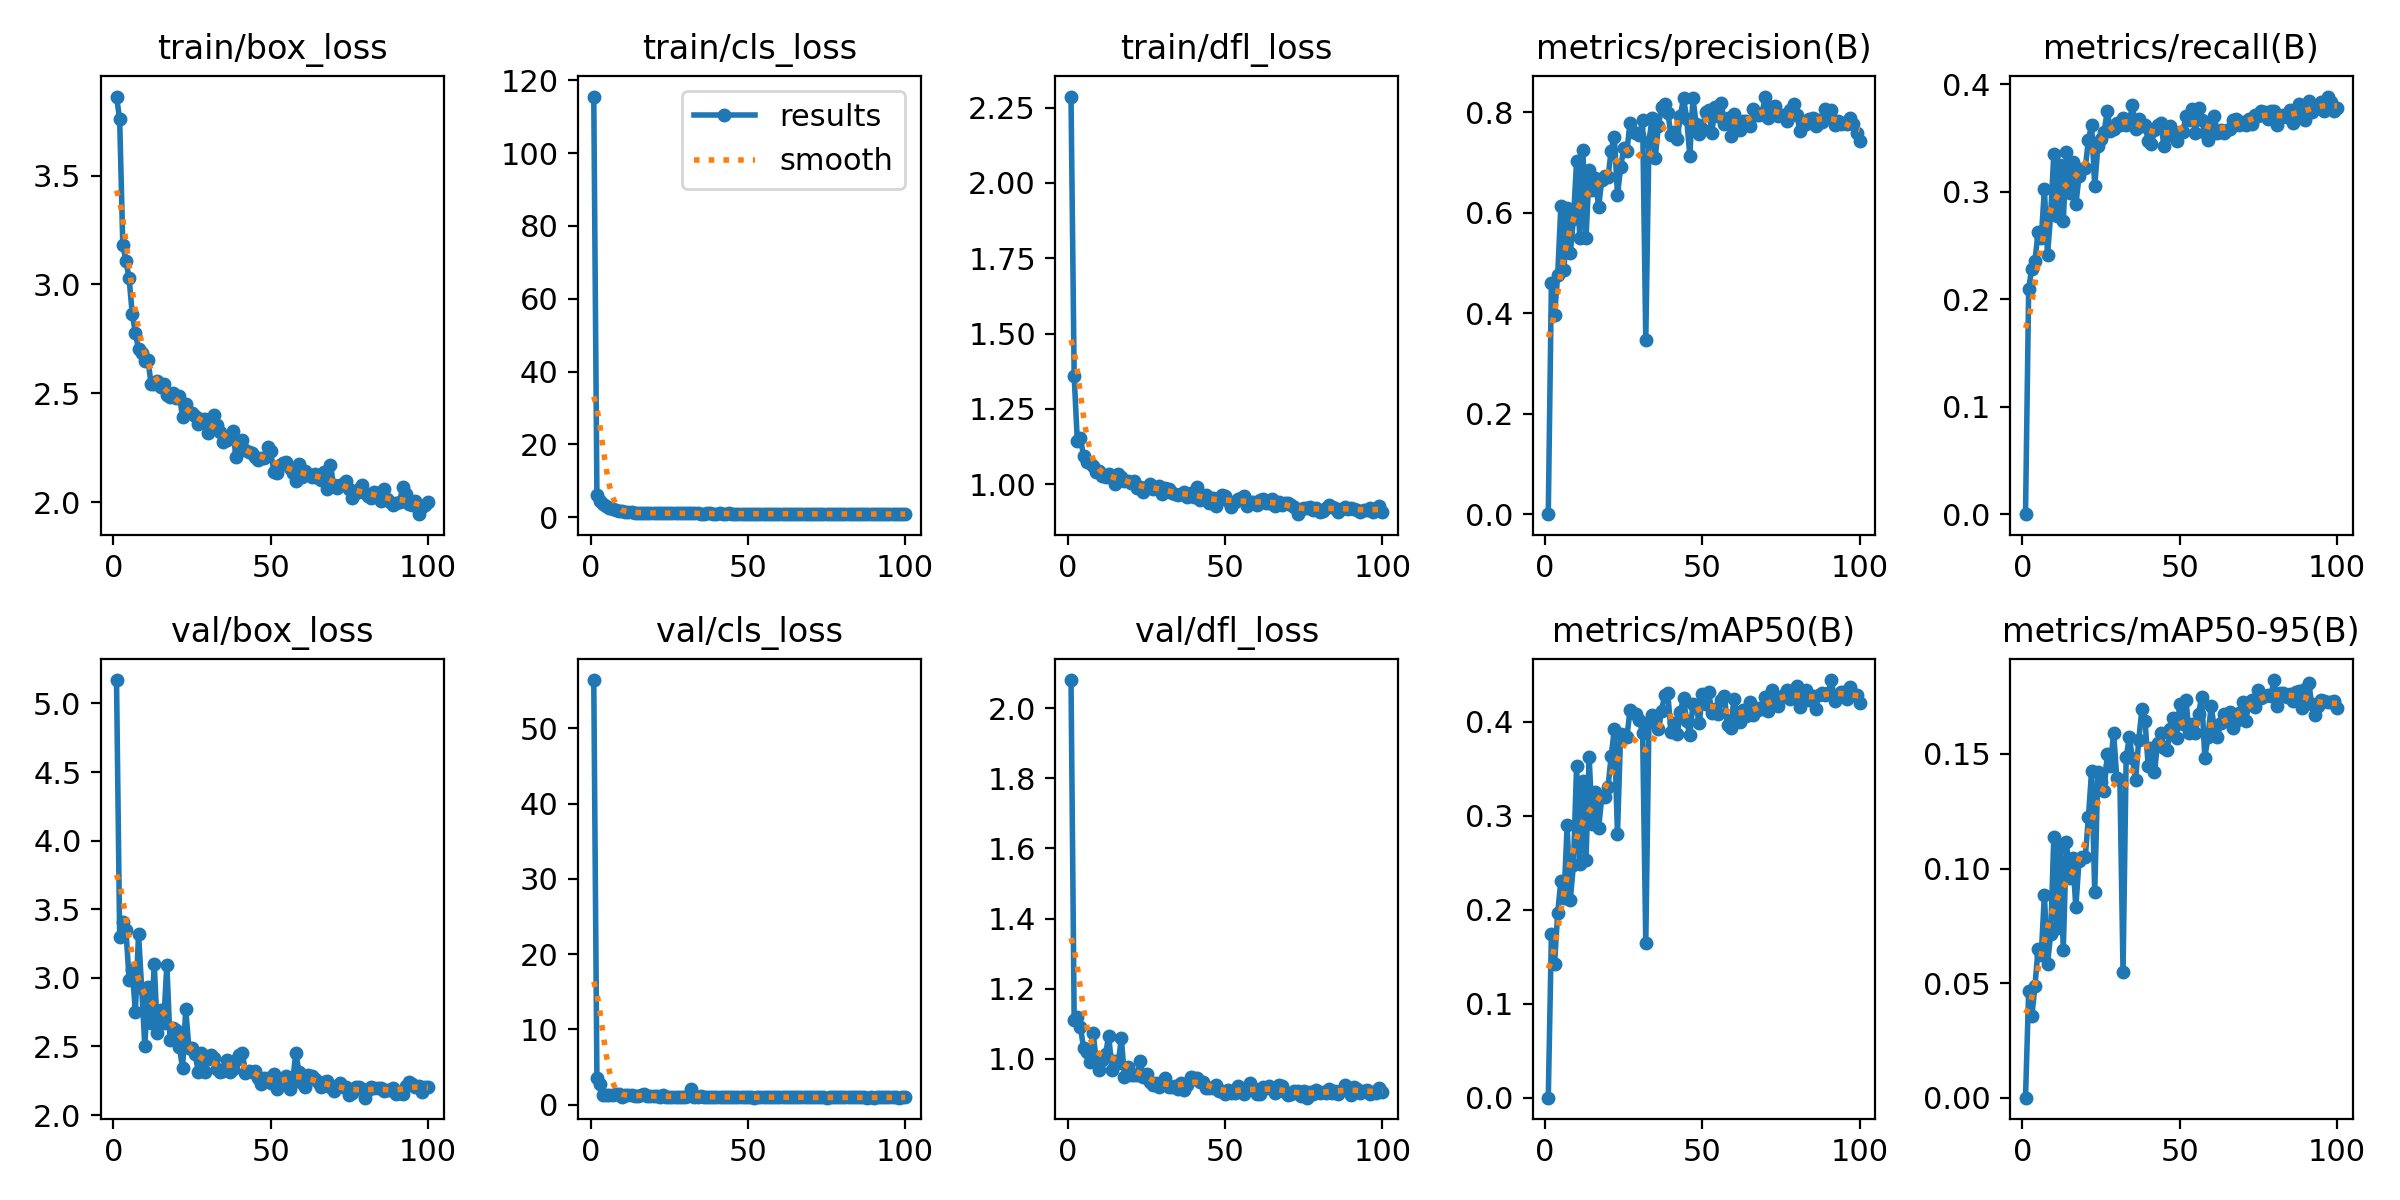 train/box_loss
3.5
3.0
2.5
2.0
0 50 100
train/cls_loss
120
100
80
60
40
20
0
results
smooth
0 50 100
train/dfl_loss
2.25
2.00
1.75
1.50
1.25
1.00
0 50 100
metrics/precision(B)
0.8
0.6
0.4
0.2
0.0
0 50 100
metrics/recall(B)
0.4
0.3
0.2
0.1
0.0
0 50 100
val/box_loss
5.0
4.5
4.0
3.5
3.0
2.5
2.0
0 50 100
val/cls_loss
50
40
30
20
10
0
0 50 100
val/dfl_loss
2.0
1.8
1.6
1.4
1.2
1.0
0 50 100
metrics/mAP50(B)
0.4
0.3
0.2
0.1
0.0
0 50 100
metrics/mAP50-95(B)
0.15
0.10
0.05
0.00
0 50 100